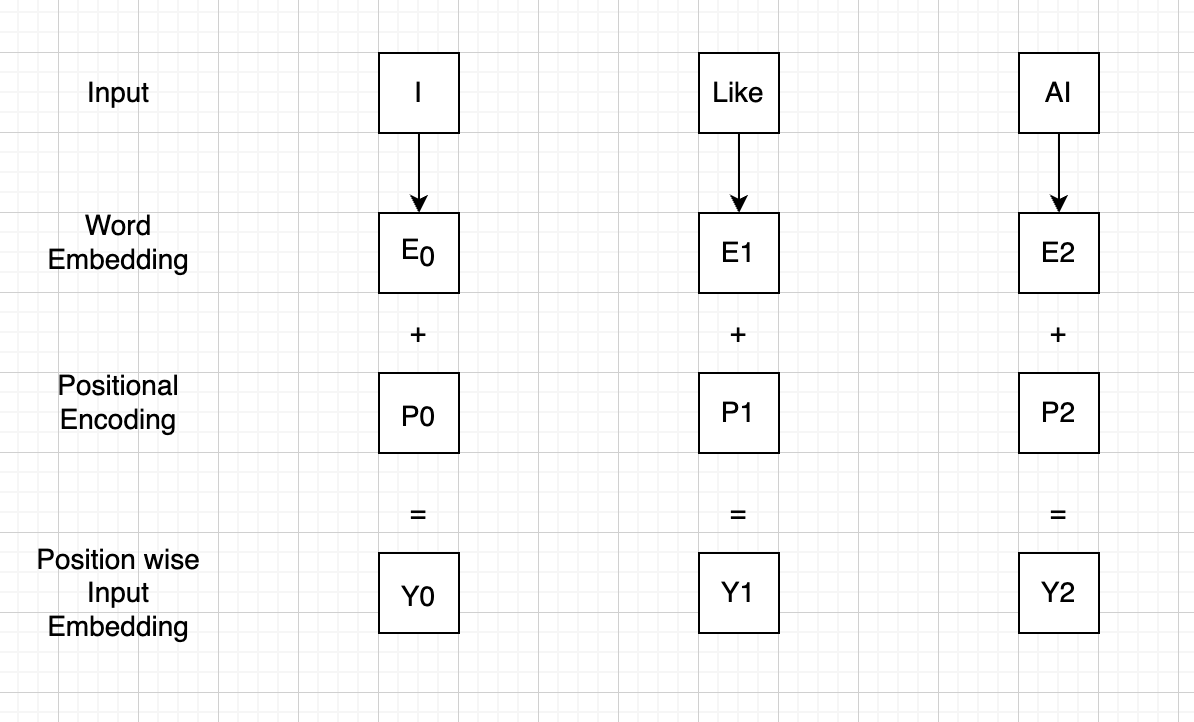 Input I Like AI
Word
Embedding E0 E1 E2
+ + +
Positional
Encoding P0 P1 P2
= = =
Position wise
Input
Embedding Y0 Y1 Y2